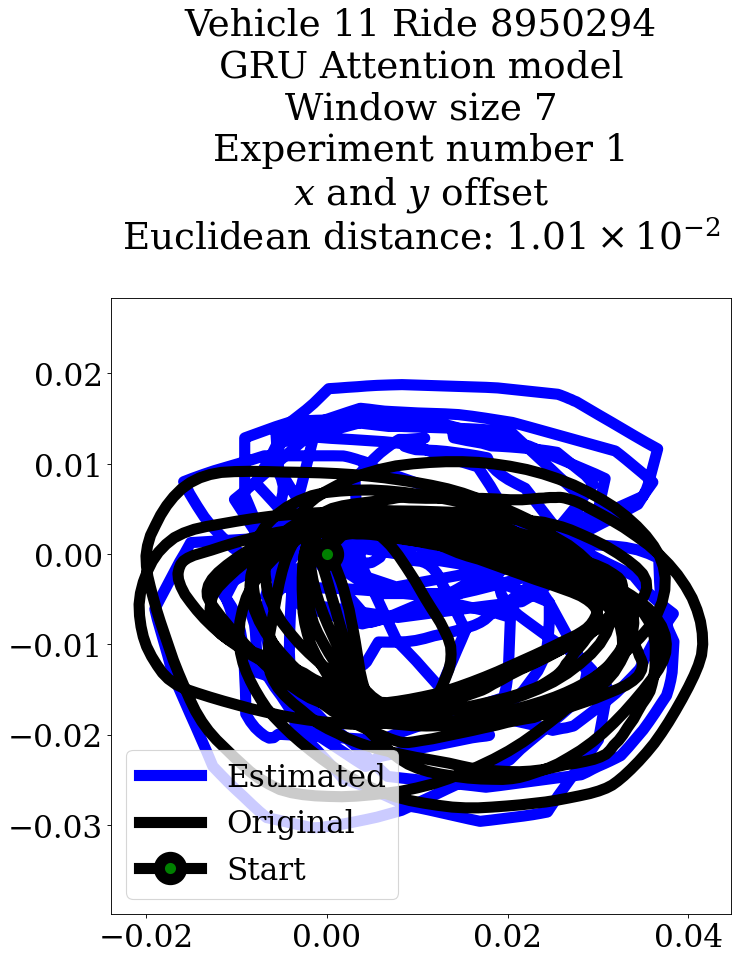 Vehicle 11 Ride 8950294
GRU Attention model
Window size 7
Experiment number 1
x and y offset
Euclidean distance: 1.01 × 10⁻²
0.02
0.01
0.00
−0.01
−0.02
−0.03
Estimated
Original
Start
−0.02 0.00 0.02 0.04